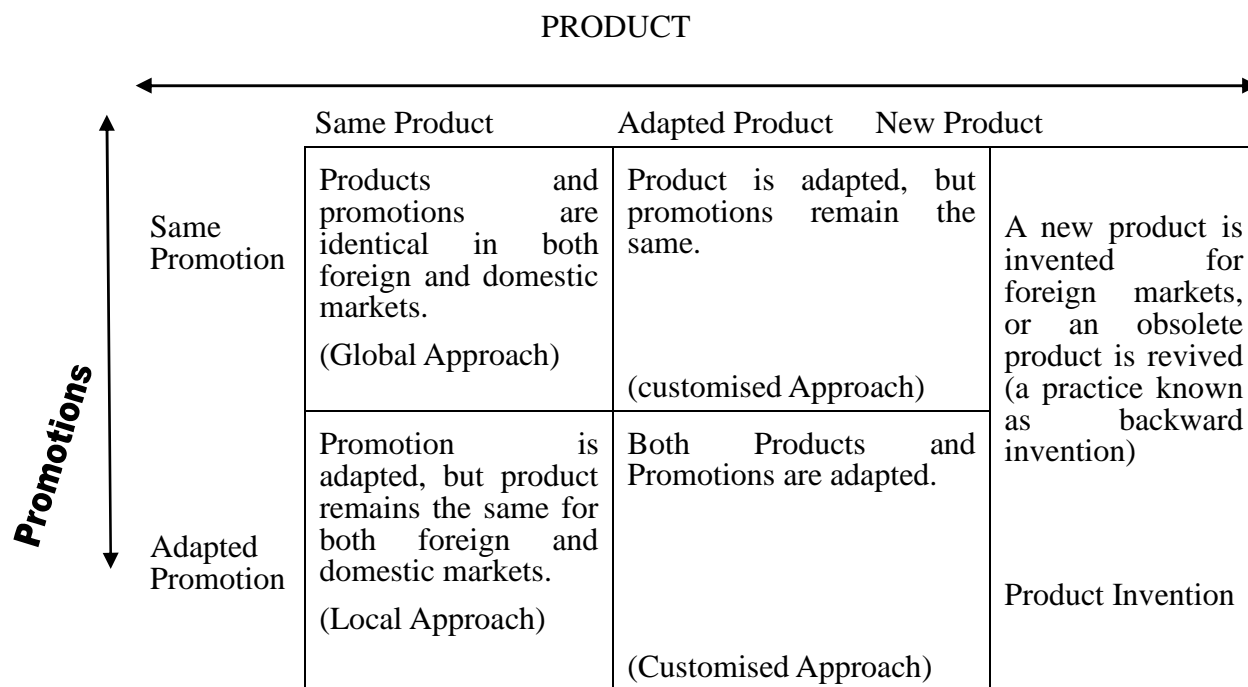 PRODUCT
Same Product Adapted Product New Product
Same
Promotion
Products and
promotions are
identical in both
foreign and domestic
markets.
(Global Approach)
Product is adapted, but
promotions remain the
same.
(customised Approach)
A new product is
invented for
foreign markets,
or an obsolete
product is revived
(a practice known
as backward
invention)
Promotions
Adapted
Promotion
Promotion is
adapted, but product
remains the same for
both foreign and
domestic markets.
(Local Approach)
Both Products and
Promotions are adapted.
(Customised Approach)
Product Invention